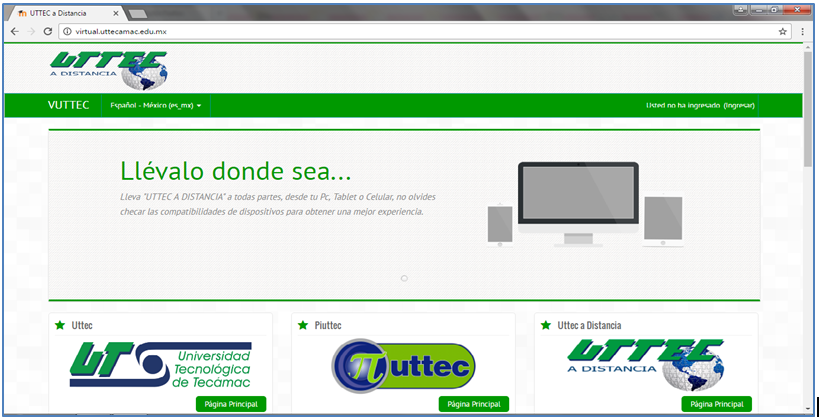 UTTEC a Distancia
virtual.uttecamac.edu.mx
UTTEC
A DISTANCIA
VUTTEC
Español - México (es_mx)
Usted no ha ingresado. (Ingresar)
Llévalo donde sea...
Lleva "UTTEC A DISTANCIA" a todas partes, desde tu Pc, Tablet o Celular, no olvides
checar las compatibilidades de dispositivos para obtener una mejor experiencia.
Uttec
UT
Universidad
Tecnológica
de Tecámac
Página Principal
Piuttec
π uttec
Página Principal
Uttec a Distancia
UTTEC
A DISTANCIA
Página Principal